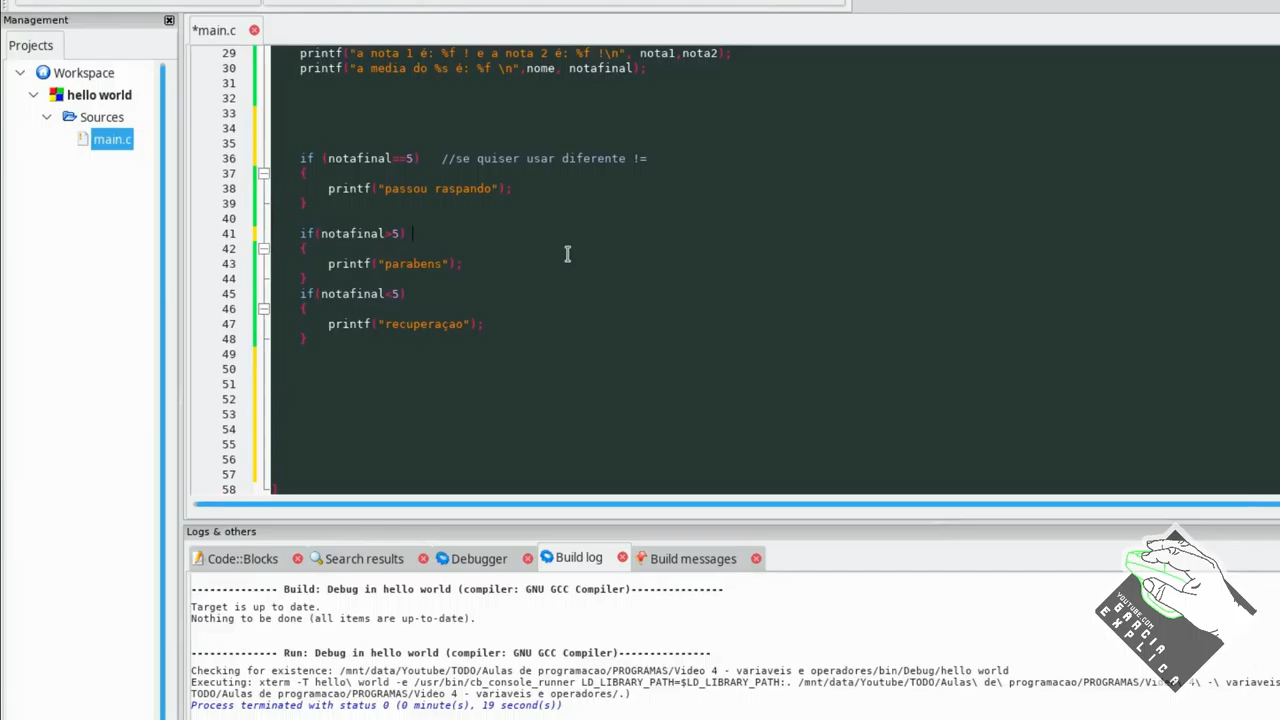 Management
*main.c
Projects
Workspace
hello world
Sources
main.c
29 printf("a nota 1 é: %f ! e a nota 2 é: %f !\n", nota1,nota2);
30 printf("a media do %s é: %f \n",nome, notafinal);
31
32
33
34
35
36 if (notafinal==5) //se quiser usar diferente !=
37 {
38 printf("passou raspando");
39 }
40
41 if(notafinal>5)
42 {
43 printf("parabens");
44 }
45 if(notafinal<5)
46 {
47 printf("recuperaçao");
48 }
49
50
51
52
53
54
55
56
57
58 }
Logs & others
Code::Blocks
Search results
Debugger
Build log
Build messages
-------------- Build: Debug in hello world (compiler: GNU GCC Compiler)---------------
Target is up to date.
Nothing to be done (all items are up-to-date).
-------------- Run: Debug in hello world (compiler: GNU GCC Compiler)---------------
Checking for existence: /mnt/data/Youtube/TODO/Aulas de programacao/PROGRAMAS/Video 4 - variaveis e operadores/bin/Debug/hello world
Executing: xterm -T hello\ world -e /usr/bin/cb_console_runner LD_LIBRARY_PATH=$LD_LIBRARY_PATH:. /mnt/data/Youtube/TODO/Aulas\ de\ programacao/PROGRAMAS/Video\ 4\ -\ variaveis
TODO/Aulas de programacao/PROGRAMAS/Video 4 - variaveis e operadores/.)
Process terminated with status 0 (0 minute(s), 19 second(s))
YOUTUBE.COM
GARCIA
EXPLICA